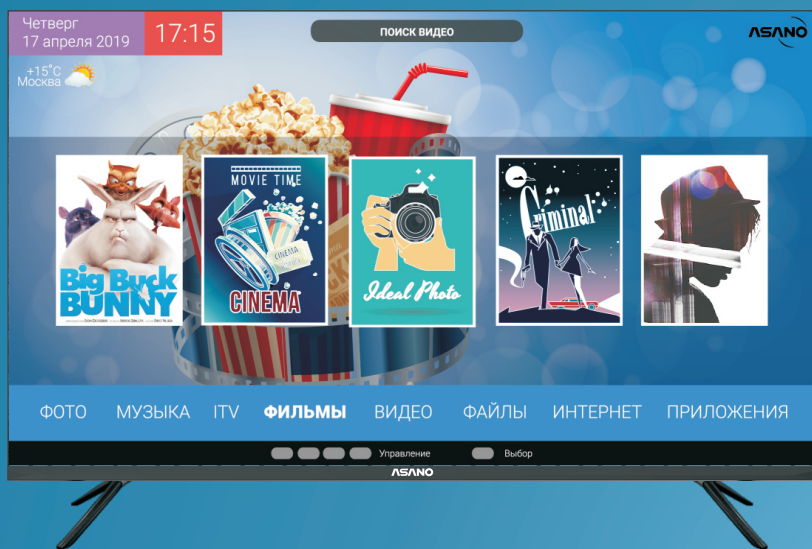 Четверг
17 апреля 2019
17:15
ПОИСК ВИДЕО
ASANO
+15°C
Москва
Big Buck
BUNNY
MOVIE TIME
CINEMA
CINEMA
Ideal Photo
Criminal
ФОТО МУЗЫКА ITV ФИЛЬМЫ ВИДЕО ФАЙЛЫ ИНТЕРНЕТ ПРИЛОЖЕНИЯ
Управление Выбор
ASANO